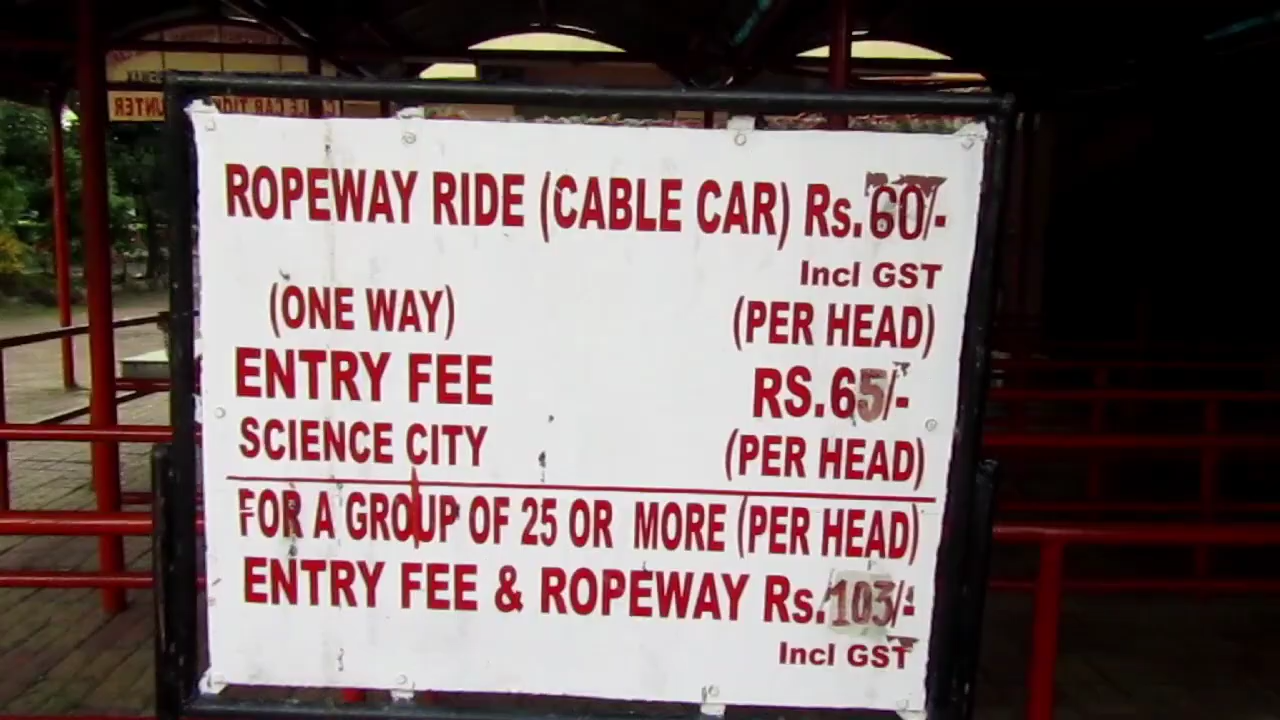 ROPEWAY RIDE (CABLE CAR) Rs.60/-
Incl GST
(ONE WAY) (PER HEAD)
ENTRY FEE RS.65/-
SCIENCE CITY (PER HEAD)
FOR A GROUP OF 25 OR MORE (PER HEAD)
ENTRY FEE & ROPEWAY Rs.103/-
Incl GST